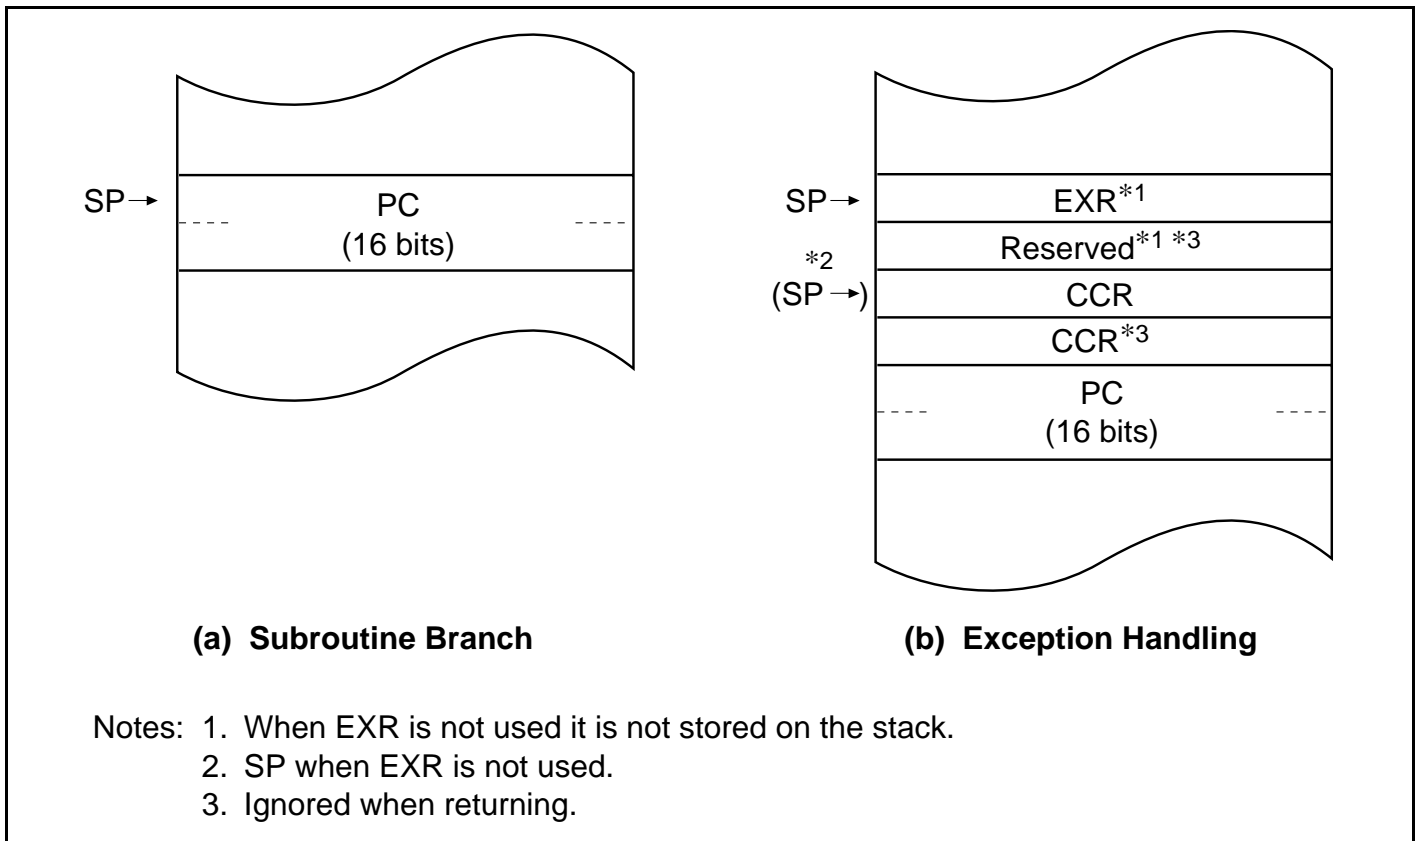 SP→
PC
(16 bits)
(a) Subroutine Branch
SP→
*2
(SP→)
EXR*1
Reserved*1 *3
CCR
CCR*3
PC
(16 bits)
(b) Exception Handling
Notes: 1. When EXR is not used it is not stored on the stack.
2. SP when EXR is not used.
3. Ignored when returning.